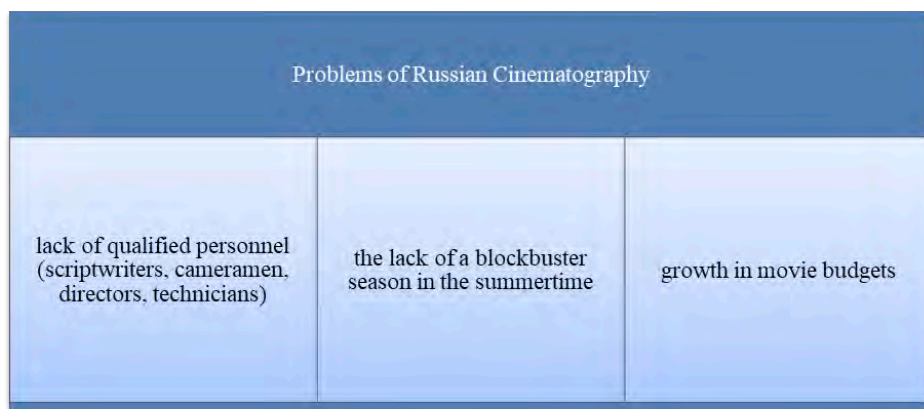 Problems of Russian Cinematography
lack of qualified personnel
(scriptwriters, cameramen,
directors, technicians)
the lack of a blockbuster
season in the summertime
growth in movie budgets